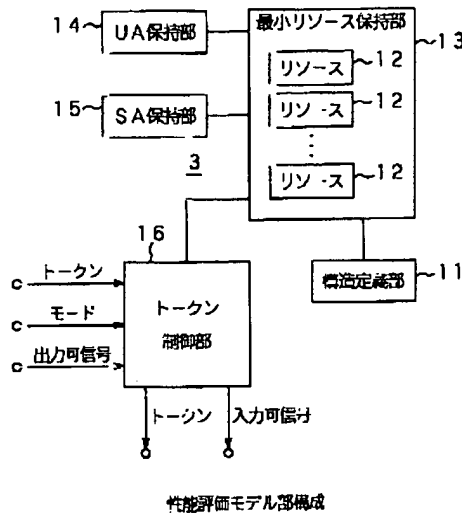 14
UA保持部
15
SA保持部
最小リソース保持部
13
リソース
12
リソース
12
リソース
12
3
16
トークン
制御部
トークン
モード
出力可信号
構造定義部
11
トークン
入力可信号
性能評価モデル部構成